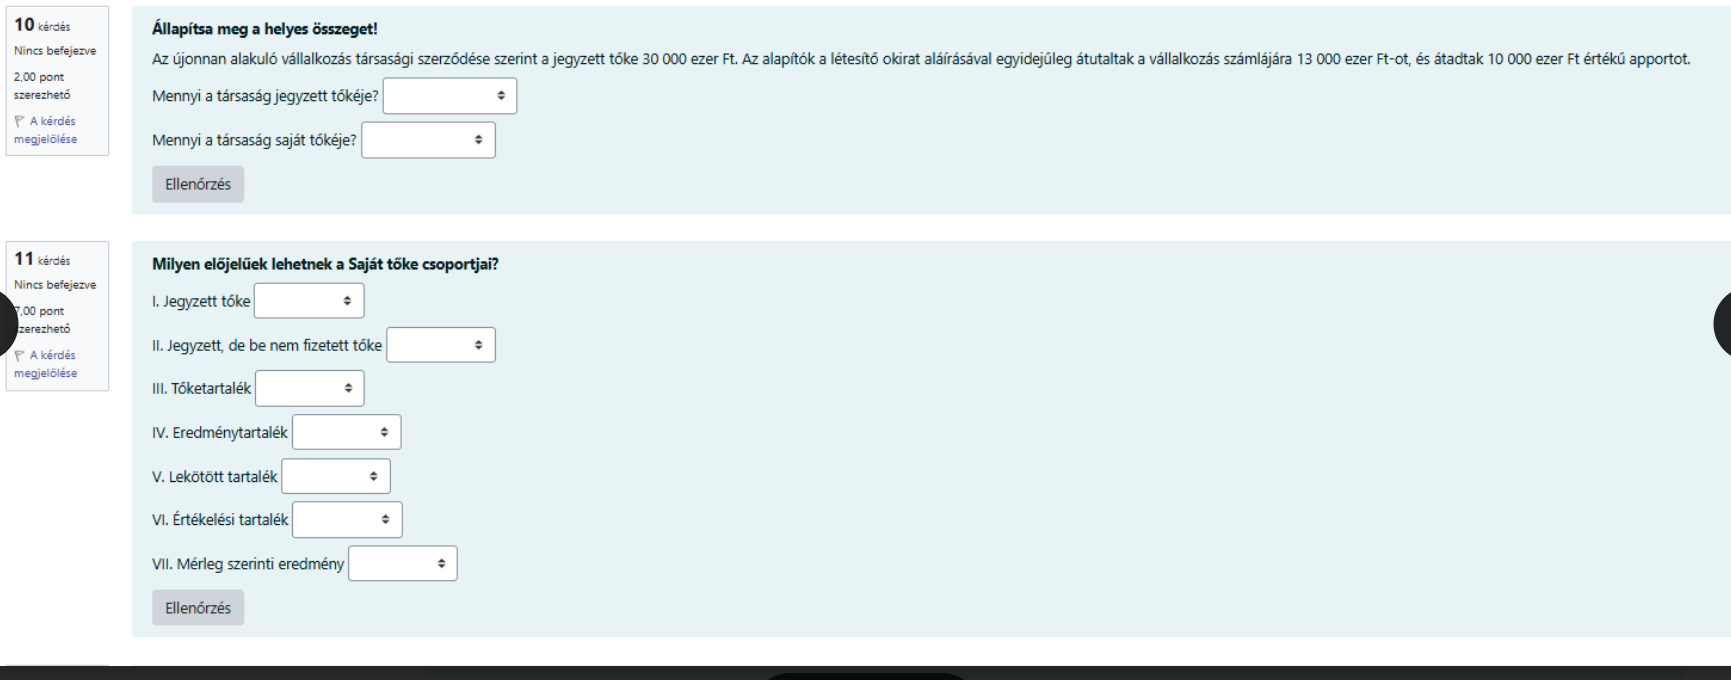 10 kérdés
Nincs befejezve
2,00 pont
szerezhető
A kérdés
megjelölése
Állapítsa meg a helyes összeget!
Az újonnan alakuló vállalkozás társasági szerződése szerint a jegyzett tőke 30 000 ezer Ft. Az alapítók a létesítő okirat aláírásával egyidejűleg átutaltak a vállalkozás számlájára 13 000 ezer Ft-ot, és átadtak 10 000 ezer Ft értékű apportot.
Mennyi a társaság jegyzett tőkéje?
Mennyi a társaság saját tőkéje?
Ellenőrzés
11 kérdés
Nincs befejezve
7,00 pont
szerezhető
A kérdés
megjelölése
Milyen előjelűek lehetnek a Saját tőke csoportjai?
I. Jegyzett tőke
II. Jegyzett, de be nem fizetett tőke
III. Tőketartalék
IV. Eredménytartalék
V. Lekötött tartalék
VI. Értékelési tartalék
VII. Mérleg szerinti eredmény
Ellenőrzés